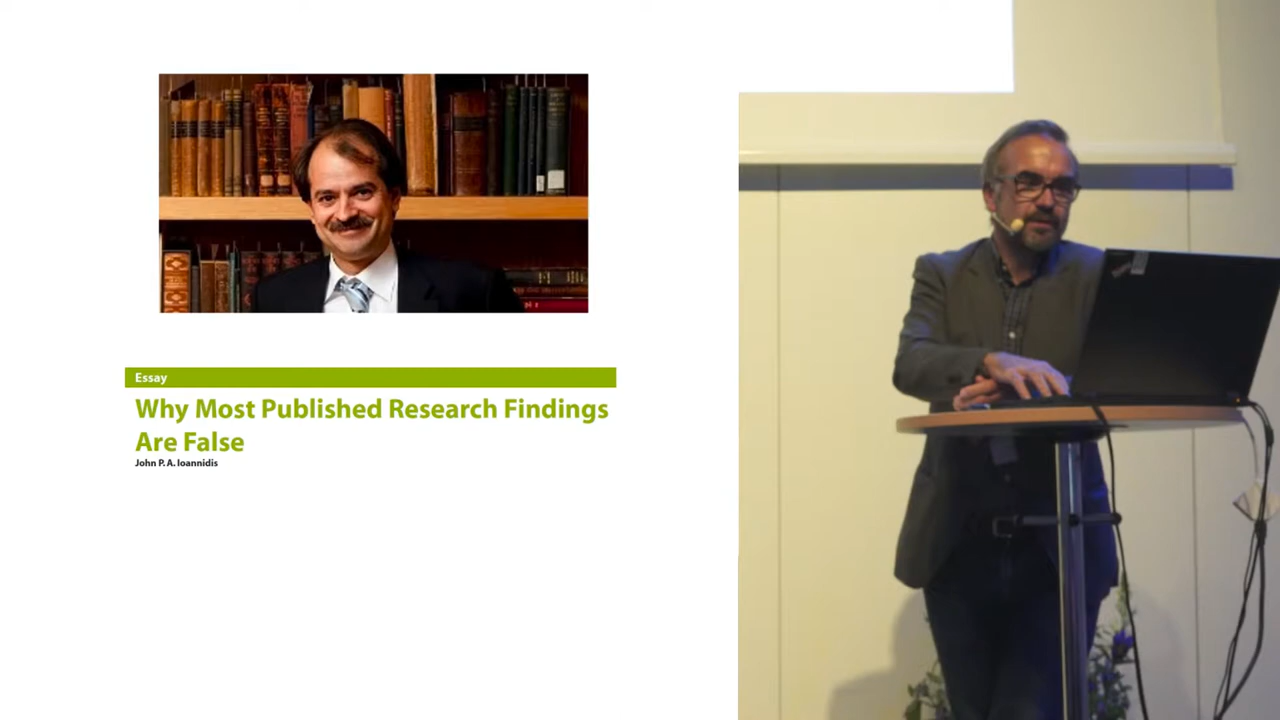 Essay
Why Most Published Research Findings
Are False
John P. A. Ioannidis